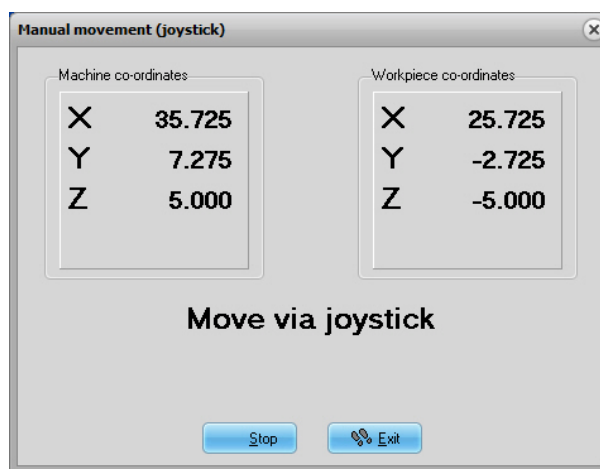 Manual movement (joystick)
Machine co-ordinates
X 35.725
Y 7.275
Z 5.000
Workpiece co-ordinates
X 25.725
Y -2.725
Z -5.000
Move via joystick
Stop
Exit